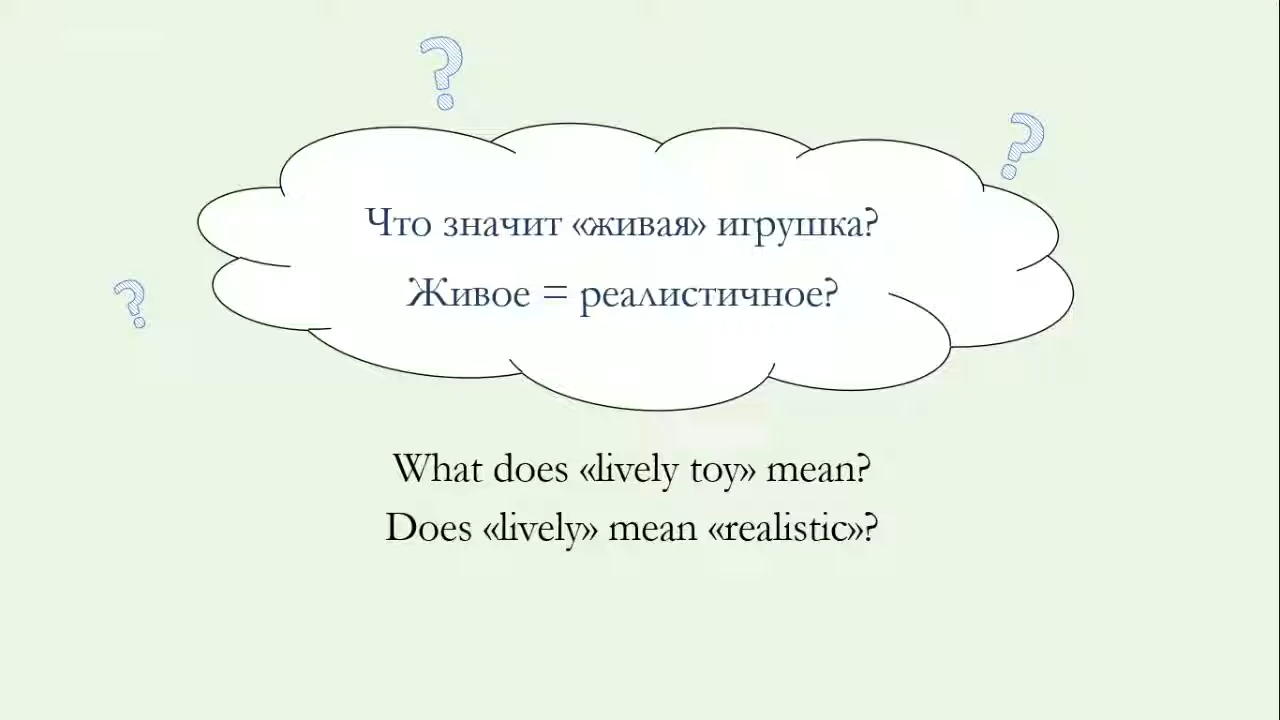 Что значит «живая» игрушка?
Живое = реалистичное?
What does «lively toy» mean?
Does «lively» mean «realistic»?